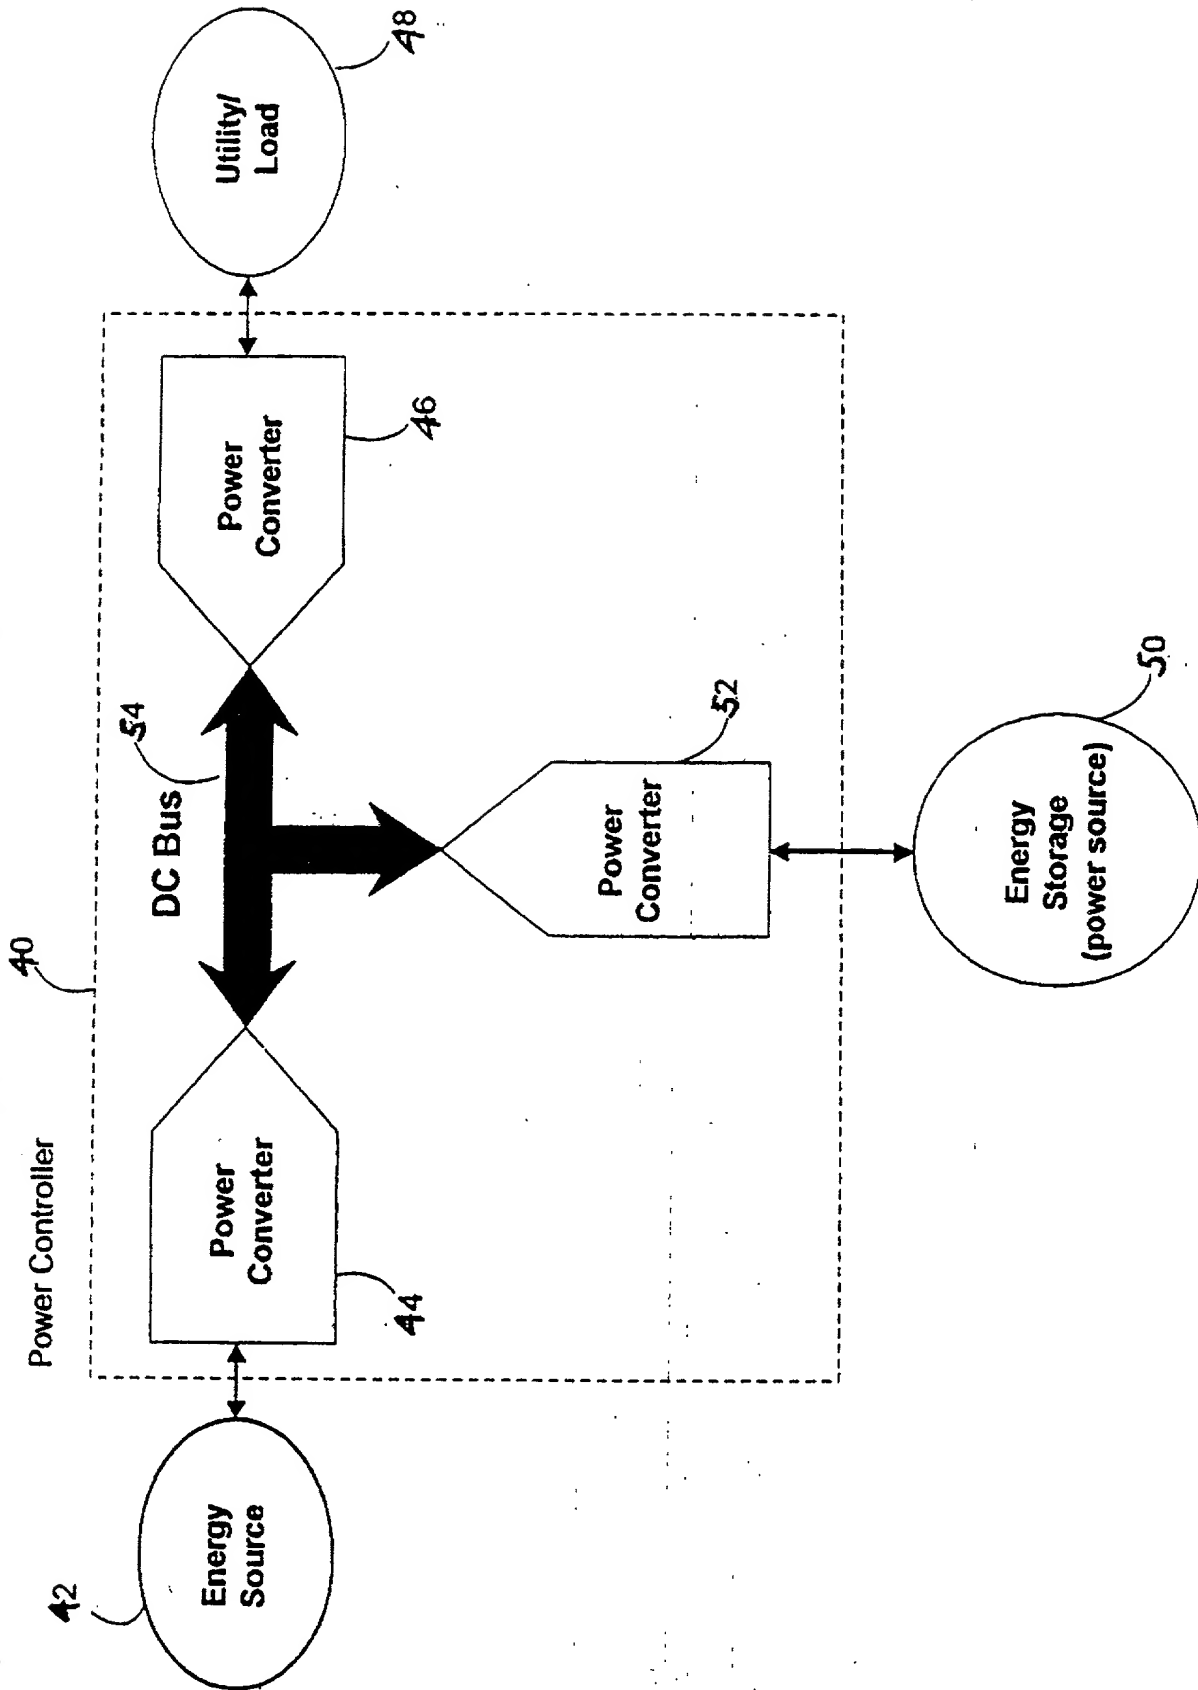 Power Controller
40
DC Bus
54
42
Energy
Source
Power
Converter
44
Power
Converter
46
Utility/
Load
48
Power
Converter
52
Energy
Storage
(power source)
50